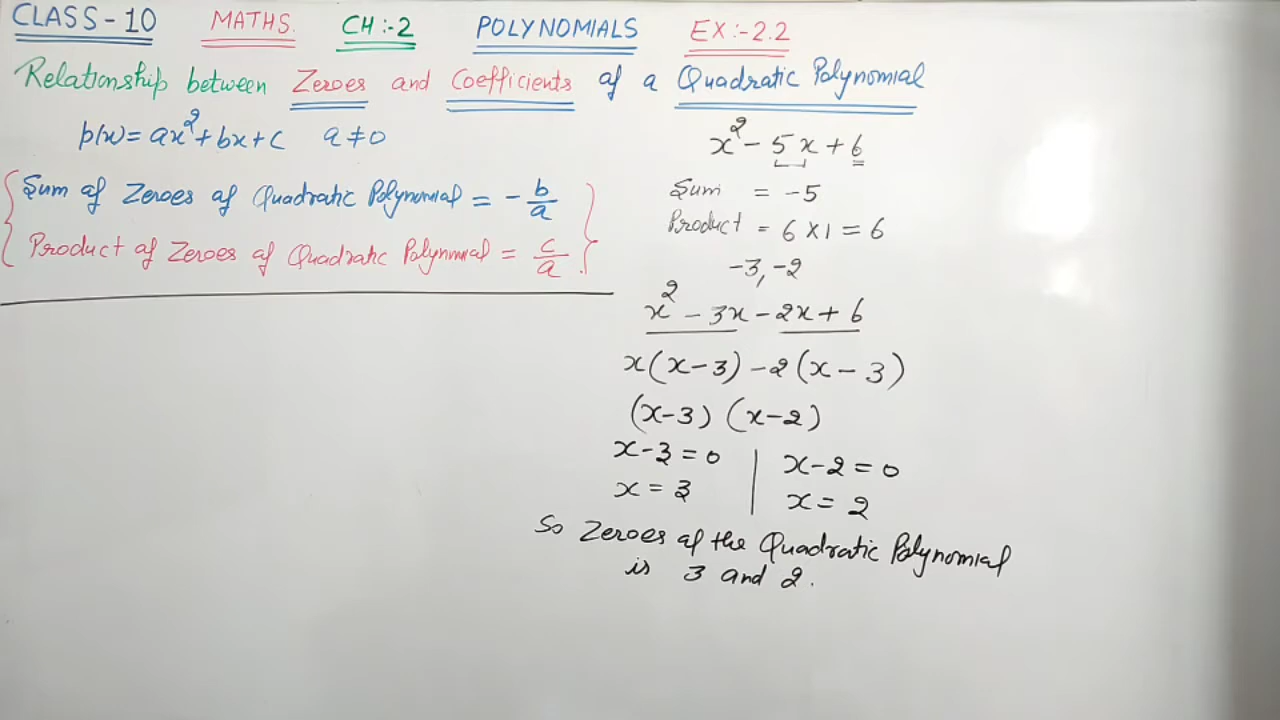 CLASS-10 MATHS. CH:-2 POLYNOMIALS EX:-2.2
Relationship between Zeroes and Coefficients of a Quadratic Polynomial
p(x) = ax² + bx + c a ≠ 0
Sum of Zeroes of Quadratic Polynomial = -b/a
Product of Zeroes of Quadratic Polynomial = c/a.
x² - 5x + 6
Sum = -5
Product = 6 × 1 = 6
-3, -2
x² - 3x - 2x + 6
x(x-3) -2(x-3)
(x-3) (x-2)
x-3 = 0 | x-2 = 0
x = 3 | x = 2
So Zeroes of the Quadratic Polynomial
is 3 and 2.